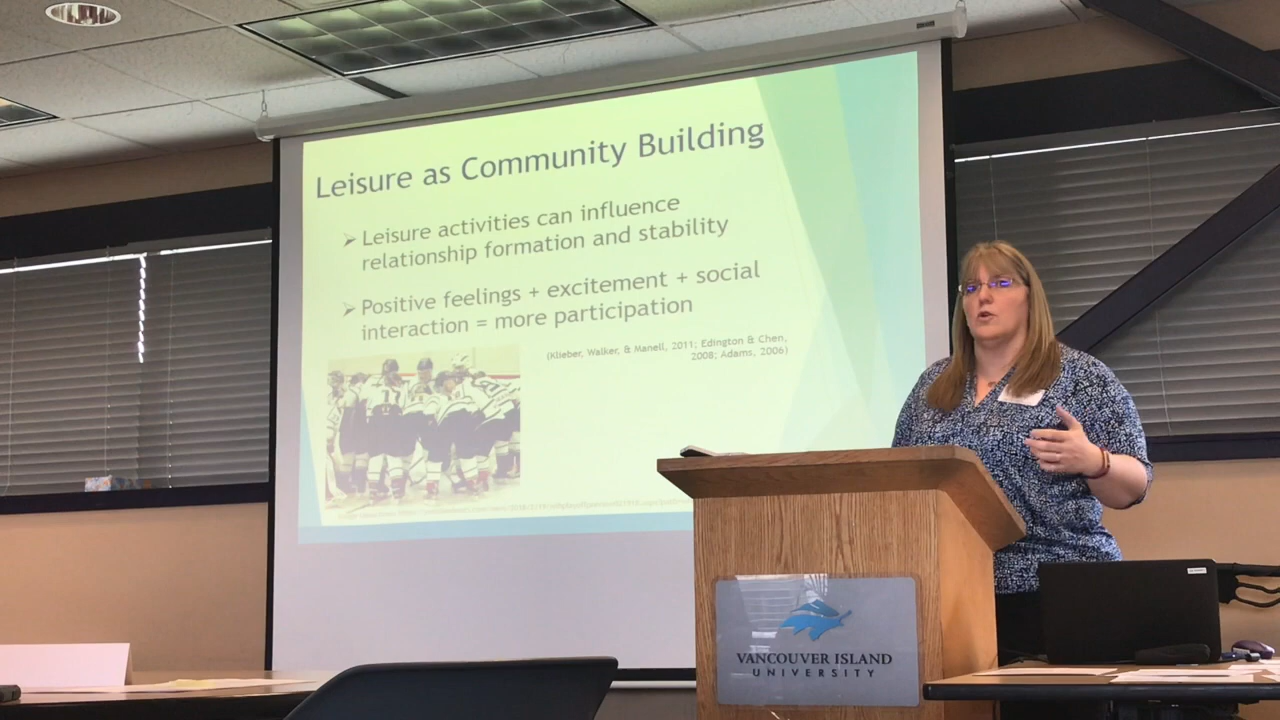 Leisure as Community Building
➢ Leisure activities can influence
relationship formation and stability
➢ Positive feelings + excitement + social
interaction = more participation
(Klieber, Walker, & Manell, 2011; Edington & Chen,
2008; Adams, 2006)
VANCOUVER ISLAND
UNIVERSITY